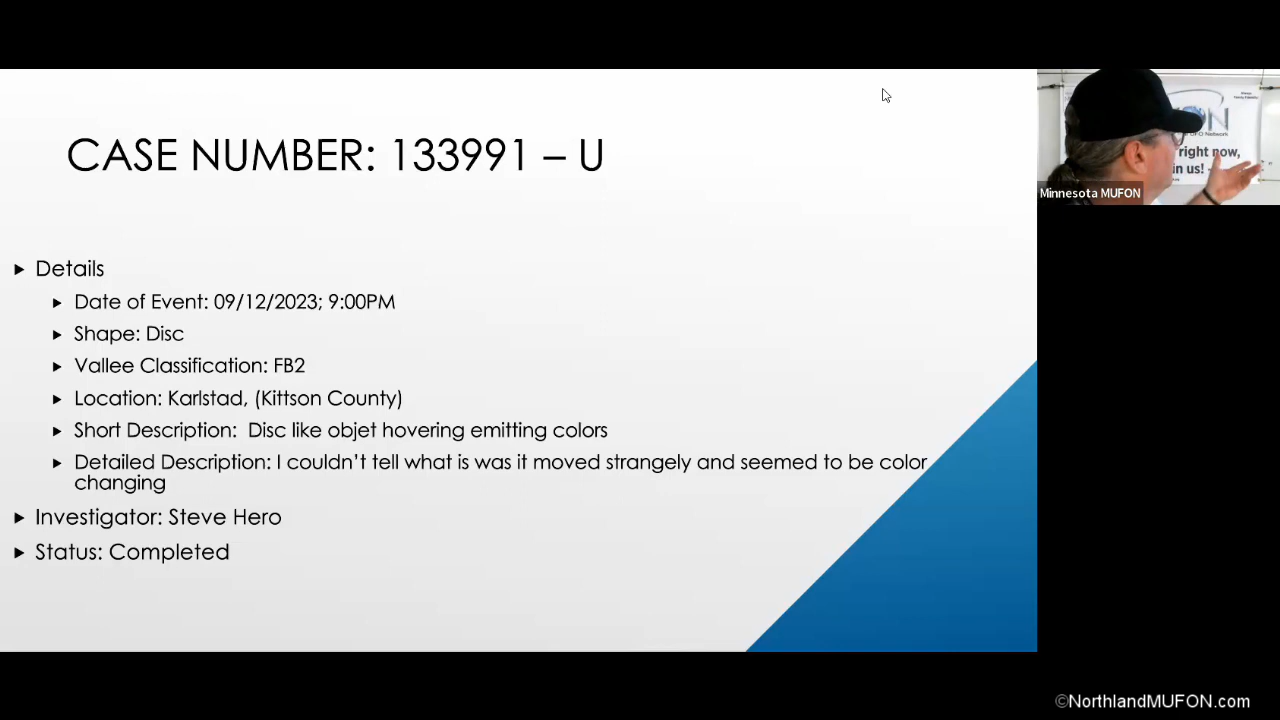 CASE NUMBER: 133991 – U
Details
Date of Event: 09/12/2023; 9:00PM
Shape: Disc
Vallee Classification: FB2
Location: Karlstad, (Kittson County)
Short Description:  Disc like objet hovering emitting colors
Detailed Description: I couldn't tell what is was it moved strangely and seemed to be color
changing
Investigator: Steve Hero
Status: Completed
right now,
in us!
Minnesota MUFON
©NorthlandMUFON.com